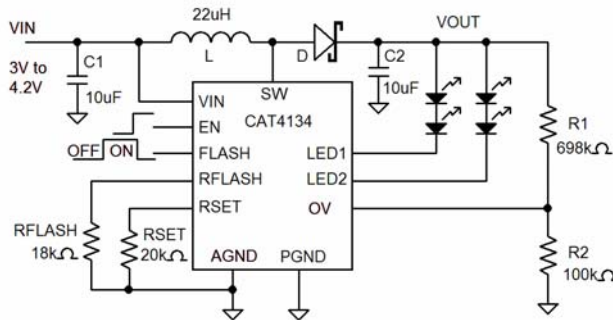 VIN
22uH
VOUT
C1
L
D
C2
3V to
4.2V
10uF
10uF
SW
VIN
CAT4134
EN
R1
OFF ON
FLASH
LED1
698kΩ
RFLASH
LED2
RSET
OV
RFLASH
RSET
R2
18kΩ
20kΩ
AGND
PGND
100kΩ